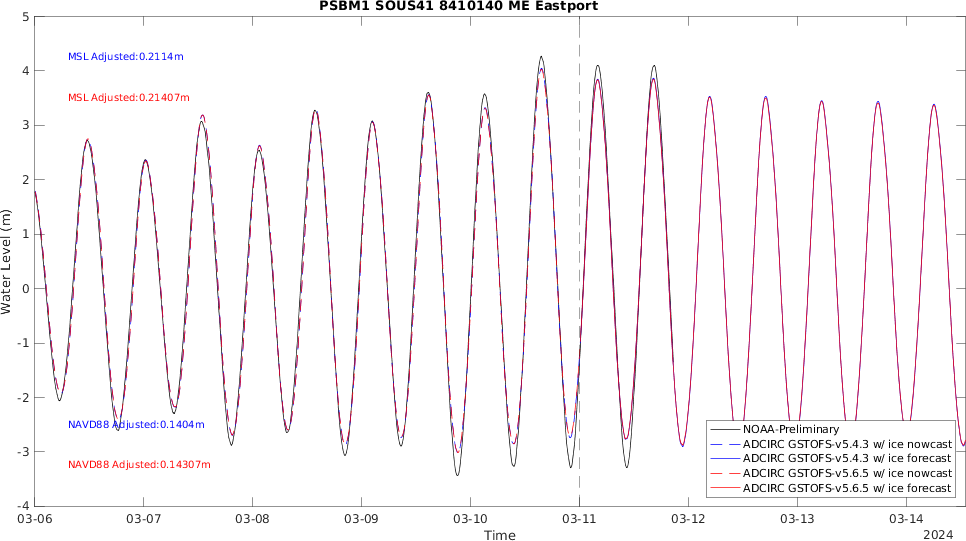 PSBM1 SOUS41 8410140 ME Eastport
5
4
3
2
1
0
-1
-2
-3
-4
Water Level (m)
MSL Adjusted:0.2114m
MSL Adjusted:0.21407m
NAVD88 Adjusted:0.1404m
NAVD88 Adjusted:0.14307m
NOAA-Preliminary
ADCIRC GSTOFS-v5.4.3 w/ ice nowcast
ADCIRC GSTOFS-v5.4.3 w/ ice forecast
ADCIRC GSTOFS-v5.6.5 w/ ice nowcast
ADCIRC GSTOFS-v5.6.5 w/ ice forecast
03-06 03-07 03-08 03-09 03-10 03-11 03-12 03-13 03-14
Time
2024